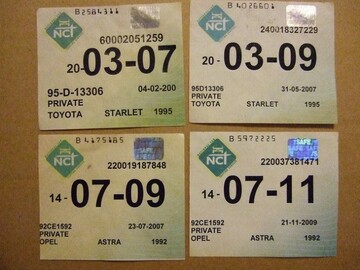 B2584311
NCT
60002051259
20-03-07
95-D-13306
04-02-200
PRIVATE
TOYOTA STARLET 1995
B4026601
NCT
240018327229
20-03-09
95D13306
31-05-2007
PRIVATE
TOYOTA STARLET 1995
B4175185
NCT
220019187848
14-07-09
92CE1592
23-07-2007
PRIVATE
OPEL ASTRA 1992
B5972225
NCT
220037381471
14-07-11
92CE1592
21-11-2009
PRIVATE
OPEL ASTRA 1992